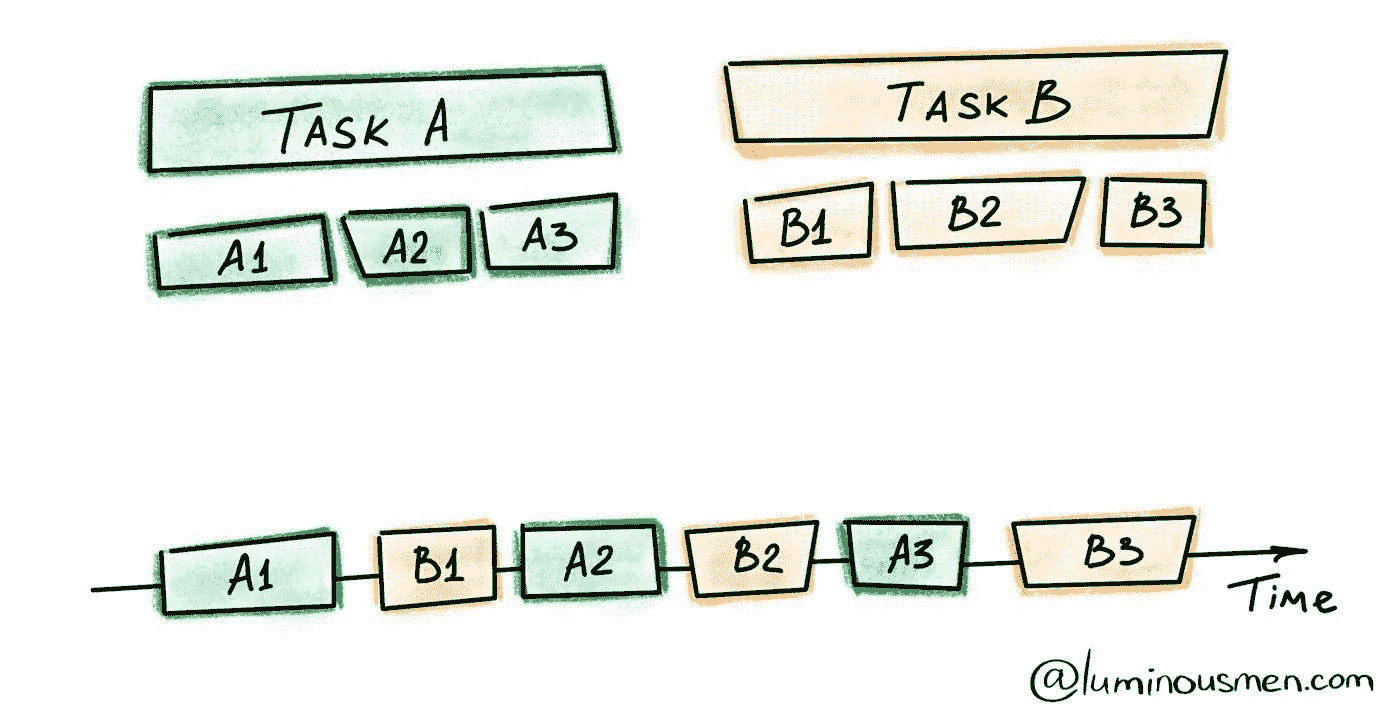 TASK A
TASK B
A1 A2 A3
B1 B2 B3
A1 B1 A2 B2 A3 B3
Time
@luminousmen.com